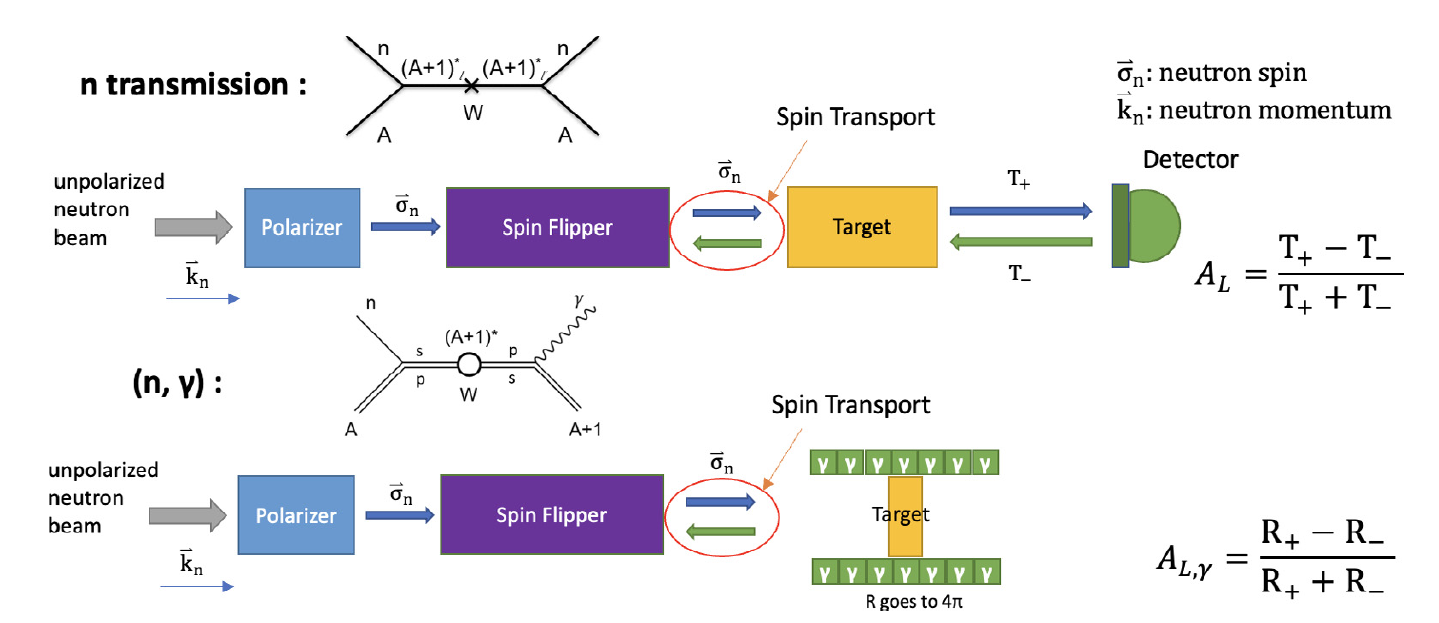 n transmission :
n
n
(A+1)*ₗ
(A+1)*ₗ
W
A
A
σ⃗ₙ: neutron spin
k⃗ₙ: neutron momentum
Spin Transport
Detector
unpolarized
neutron
beam
k⃗ₙ
Polarizer
σ⃗ₙ
Spin Flipper
σ⃗ₙ
Target
T₊
T₋
A_L = (T₊ − T₋) / (T₊ + T₋)
(n, γ) :
n
γ
(A+1)*
s
p
p
s
W
A
A+1
Spin Transport
unpolarized
neutron
beam
k⃗ₙ
Polarizer
σ⃗ₙ
Spin Flipper
σ⃗ₙ
γ γ γ γ γ γ γ
Target
γ γ γ γ γ γ γ
R goes to 4π
A_{L,γ} = (R₊ − R₋) / (R₊ + R₋)